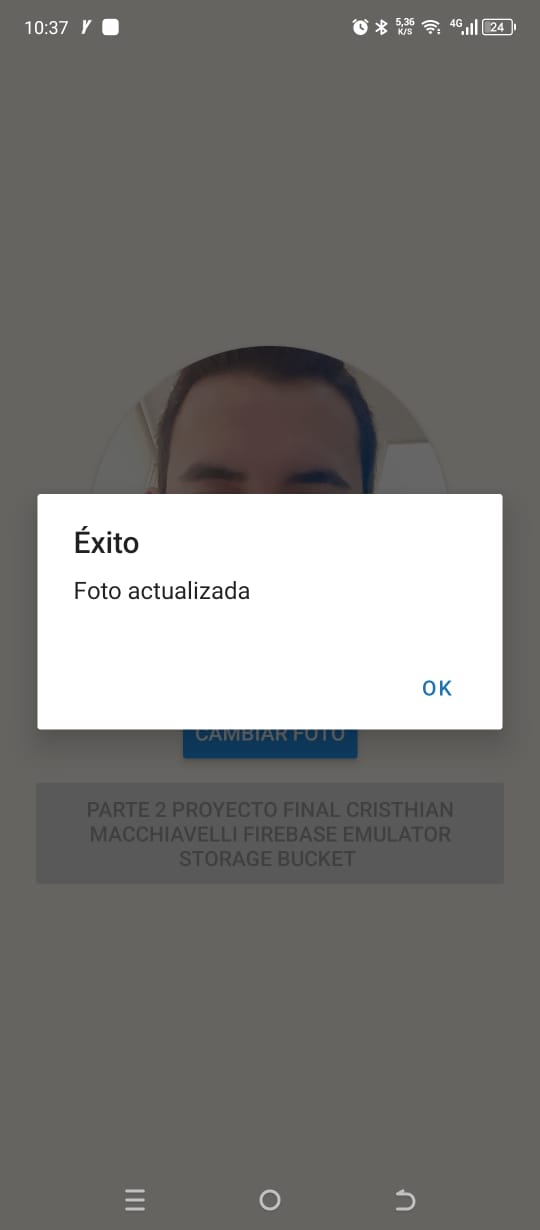 10:37
5,36
K/S
4G
24
Éxito
Foto actualizada
OK
CAMBIAR FOTO
PARTE 2 PROYECTO FINAL CRISTHIAN
MACCHIAVELLI FIREBASE EMULATOR
STORAGE BUCKET